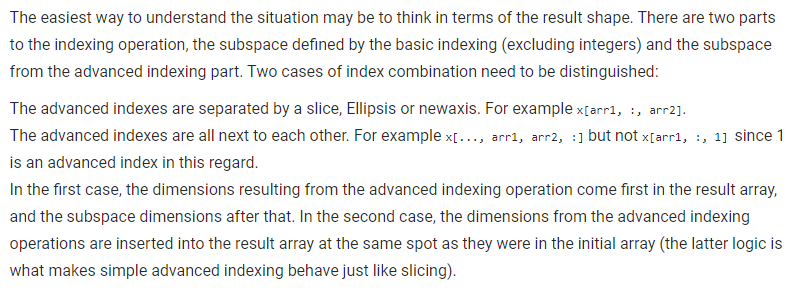 The easiest way to understand the situation may be to think in terms of the result shape. There are two parts
to the indexing operation, the subspace defined by the basic indexing (excluding integers) and the subspace
from the advanced indexing part. Two cases of index combination need to be distinguished:
The advanced indexes are separated by a slice, Ellipsis or newaxis. For example x[arr1, :, arr2].
The advanced indexes are all next to each other. For example x[..., arr1, arr2, :] but not x[arr1, :, 1] since 1
is an advanced index in this regard.
In the first case, the dimensions resulting from the advanced indexing operation come first in the result array,
and the subspace dimensions after that. In the second case, the dimensions from the advanced indexing
operations are inserted into the result array at the same spot as they were in the initial array (the latter logic is
what makes simple advanced indexing behave just like slicing).